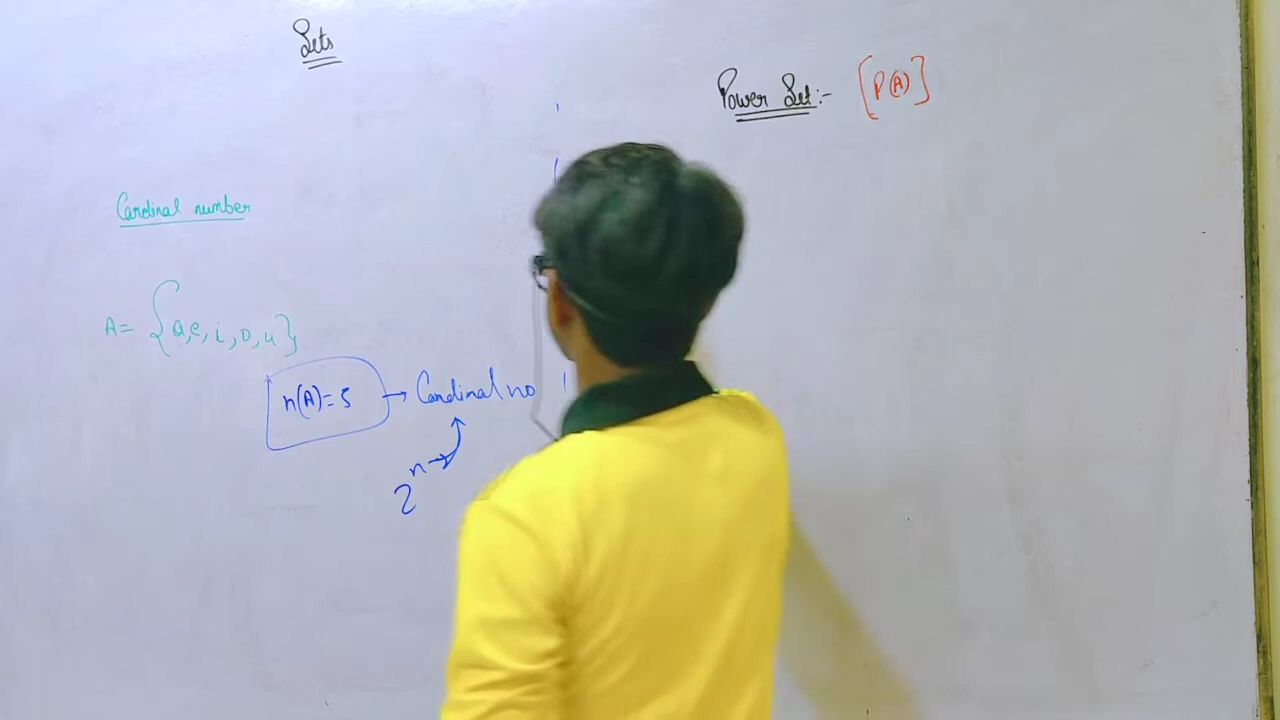 Sets
Power Set:- [P(A)]
Cardinal number
A = {a,e,i,o,u}
n(A)=5 → Cardinal no
2^n